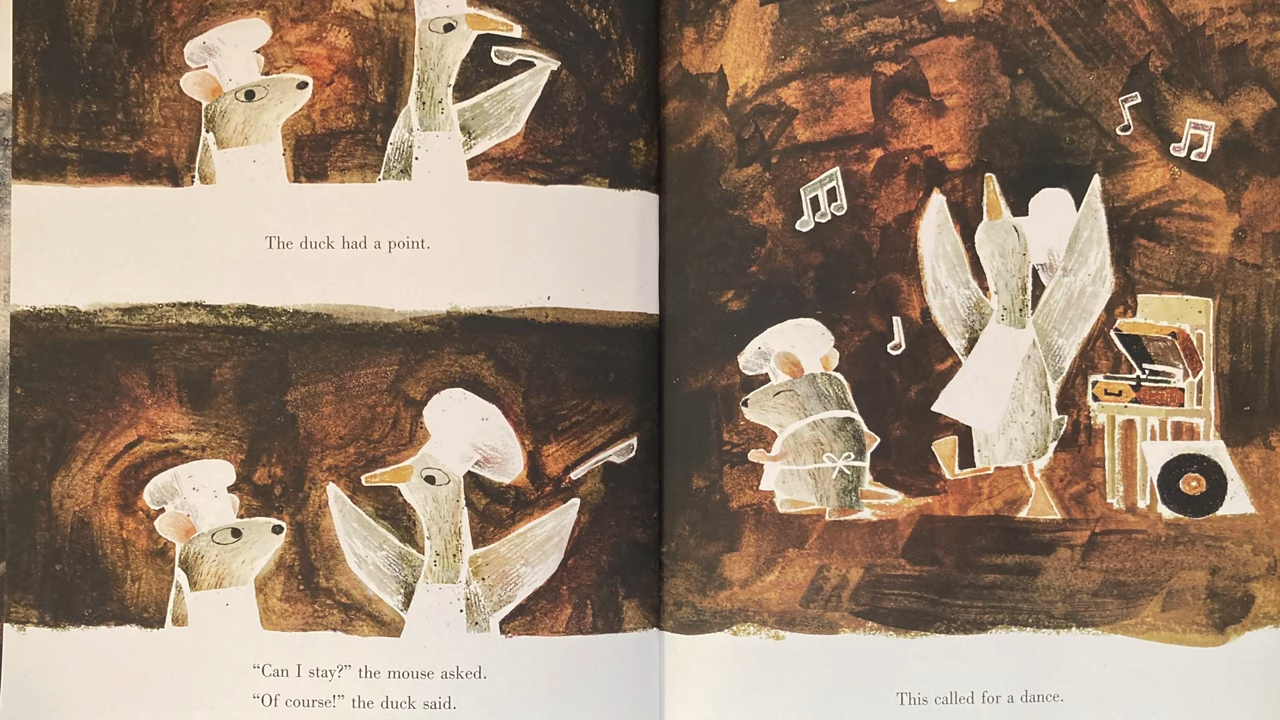 The duck had a point.
“Can I stay?” the mouse asked.
“Of course!” the duck said.
This called for a dance.